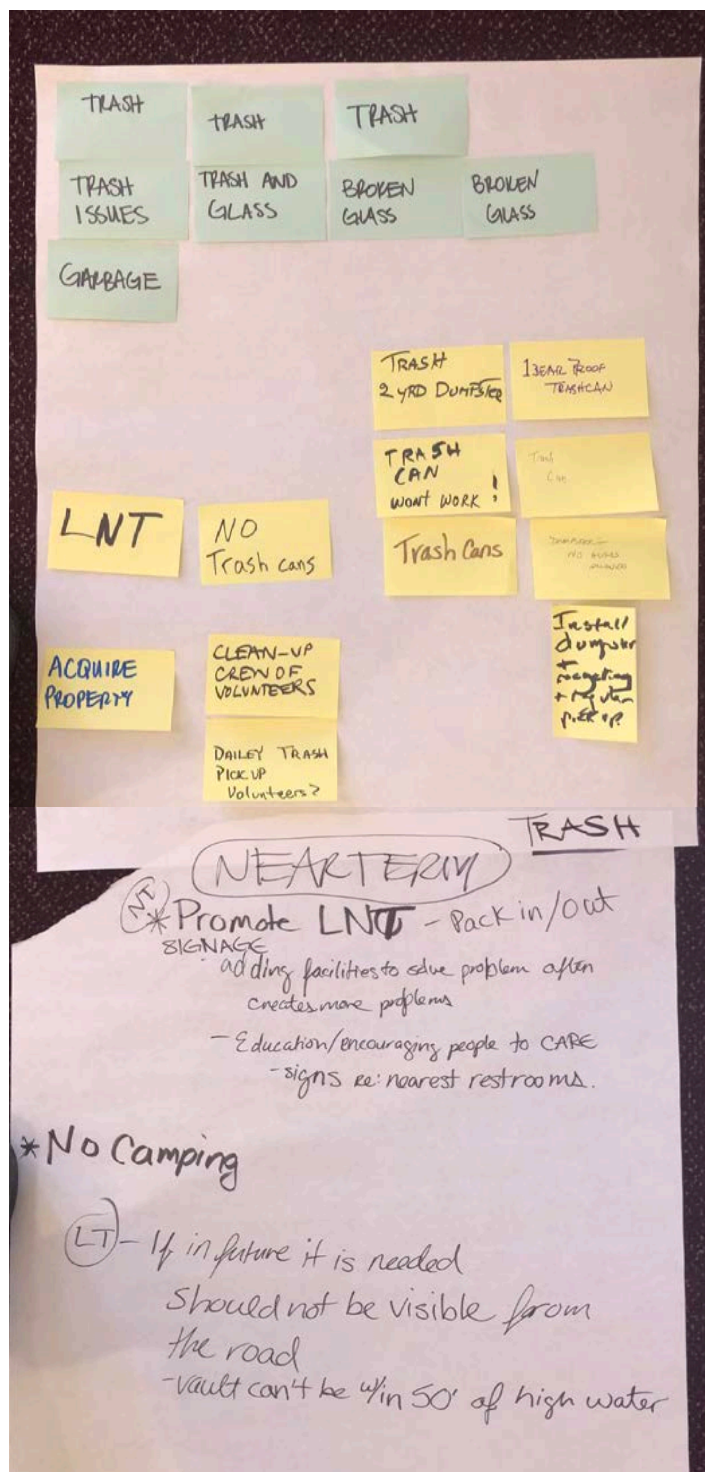 TRASH
TRASH
TRASH
TRASH
ISSUES
TRASH AND
GLASS
BROKEN
GLASS
BROKEN
GLASS
GARBAGE
TRASH
2 YRD DUMPSTER
BEAR PROOF
TRASHCAN
TRASH
CAN
WONT WORK !
Trash
Can
LNT
NO
Trash cans
Trash Cans
DUMPSTER -
NO
ACQUIRE
PROPERTY
CLEAN-UP
CREW OF
VOLUNTEERS
Install
dumpster
+
recycling
+ regular
pick up
DAILEY TRASH
PICK UP
Volunteers?
TRASH
NEARTERM
NT
* Promote LNT - Pack in/out
SIGNAGE
adding facilities to solve problem often
creates more problems
- Education/encouraging people to CARE
- signs re: nearest restrooms.
* No Camping
LT - If in future it is needed
should not be visible from
the road
- vault can't be w/in 50' of high water